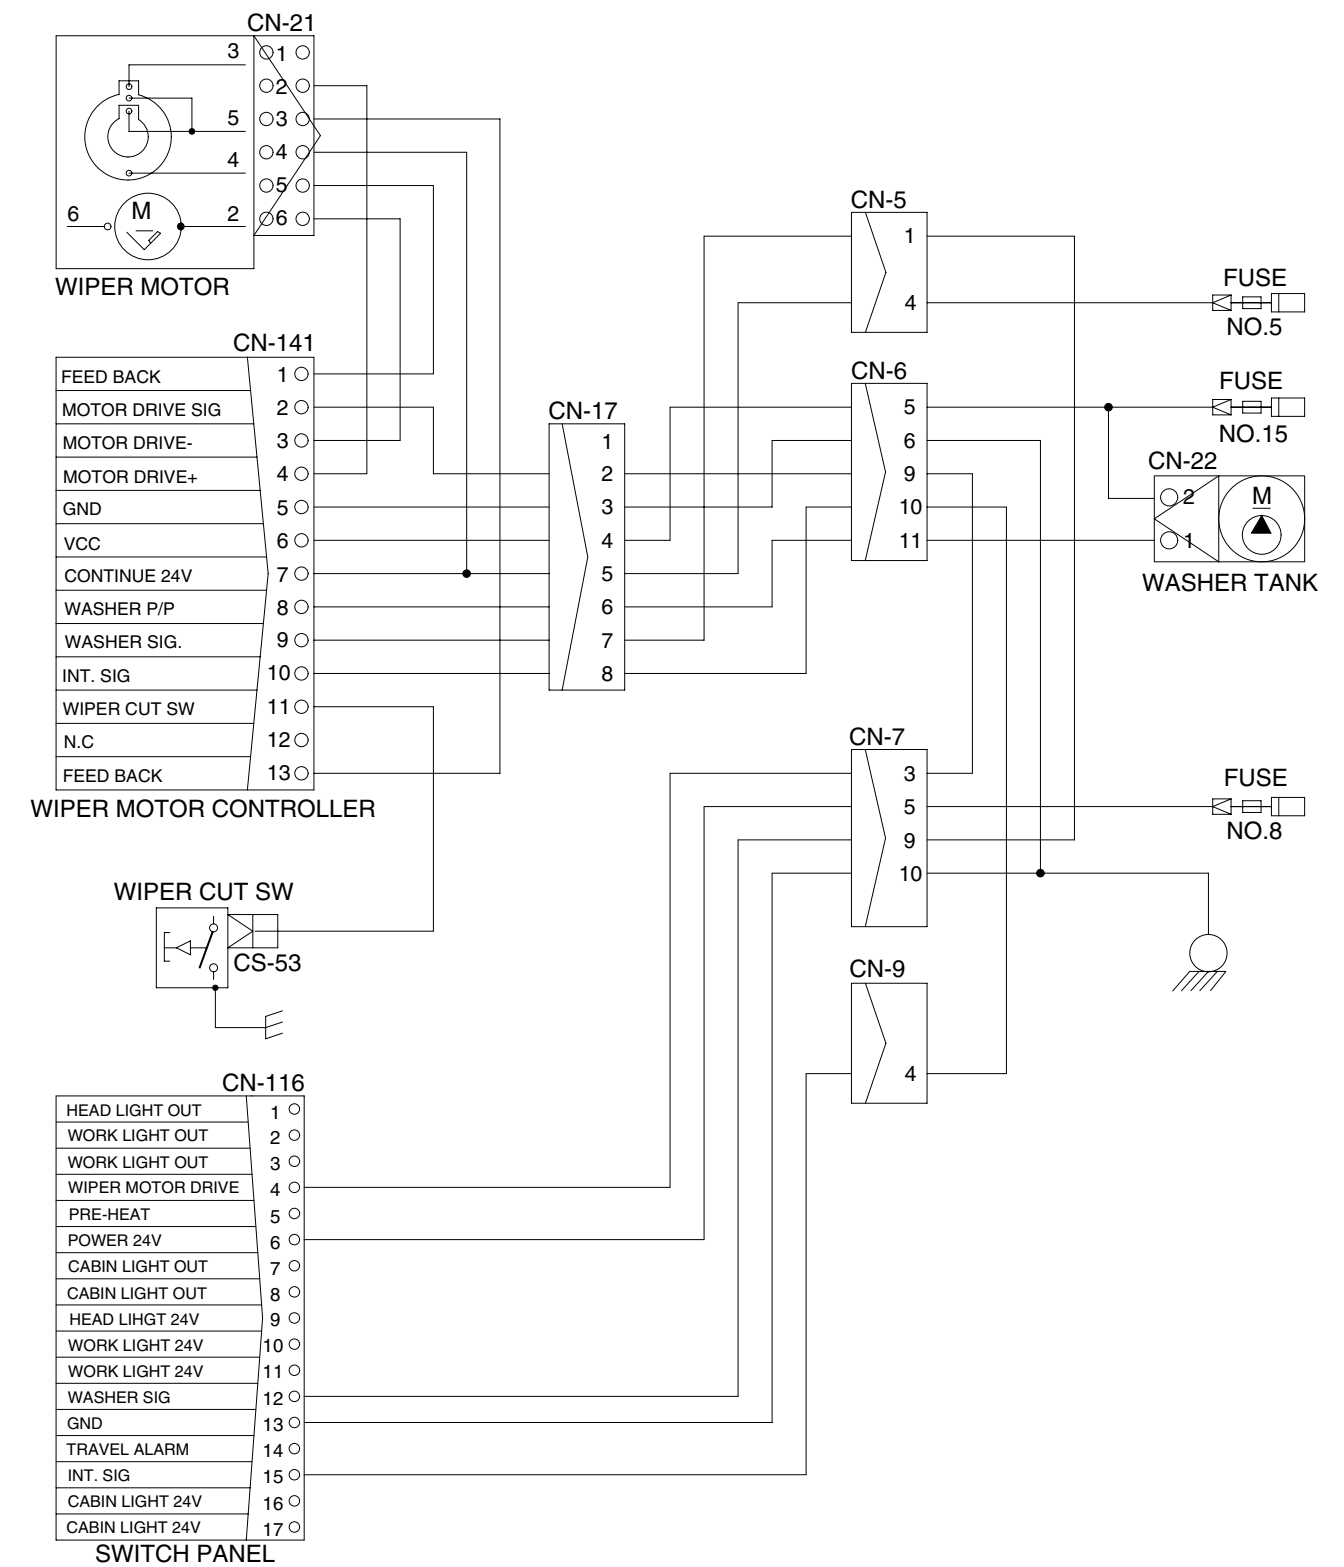 CN-21
3
1
2
5
3
4
4
5
6
M
2
6
WIPER MOTOR
CN-141
FEED BACK 1
MOTOR DRIVE SIG 2
MOTOR DRIVE- 3
MOTOR DRIVE+ 4
GND 5
VCC 6
CONTINUE 24V 7
WASHER P/P 8
WASHER SIG. 9
INT. SIG 10
WIPER CUT SW 11
N.C 12
FEED BACK 13
WIPER MOTOR CONTROLLER
WIPER CUT SW
CS-53
CN-116
HEAD LIGHT OUT 1
WORK LIGHT OUT 2
WORK LIGHT OUT 3
WIPER MOTOR DRIVE 4
PRE-HEAT 5
POWER 24V 6
CABIN LIGHT OUT 7
CABIN LIGHT OUT 8
HEAD LIHGT 24V 9
WORK LIGHT 24V 10
WORK LIGHT 24V 11
WASHER SIG 12
GND 13
TRAVEL ALARM 14
INT. SIG 15
CABIN LIGHT 24V 16
CABIN LIGHT 24V 17
SWITCH PANEL
CN-17
1
2
3
4
5
6
7
8
CN-5
1
4
CN-6
5
6
9
10
11
CN-7
3
5
9
10
CN-9
4
FUSE
NO.5
FUSE
NO.15
CN-22
2
M
1
WASHER TANK
FUSE
NO.8